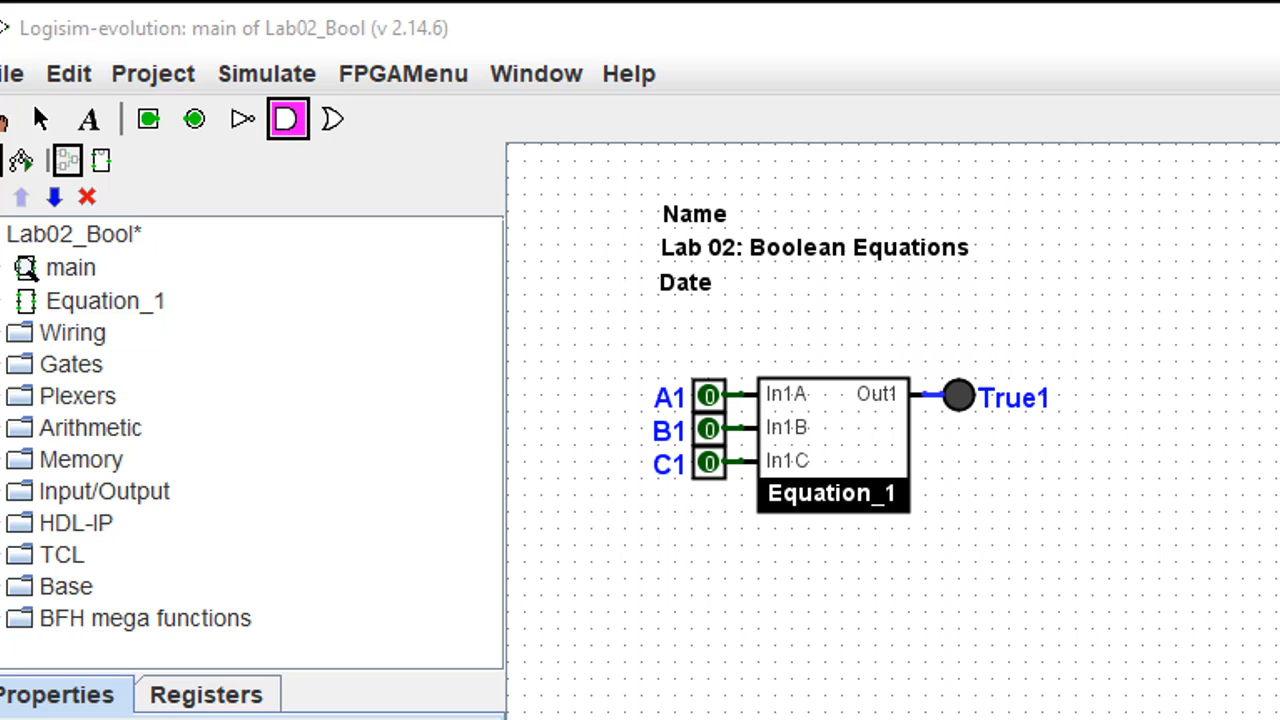 Logisim-evolution: main of Lab02_Bool (v 2.14.6)
ile Edit Project Simulate FPGAMenu Window Help
A
Lab02_Bool*
main
Equation_1
Wiring
Gates
Plexers
Arithmetic
Memory
Input/Output
HDL-IP
TCL
Base
BFH mega functions
Properties Registers
Name
Lab 02: Boolean Equations
Date
A1 0 In1A Out1 True1
B1 0 In1B
C1 0 In1C
Equation_1